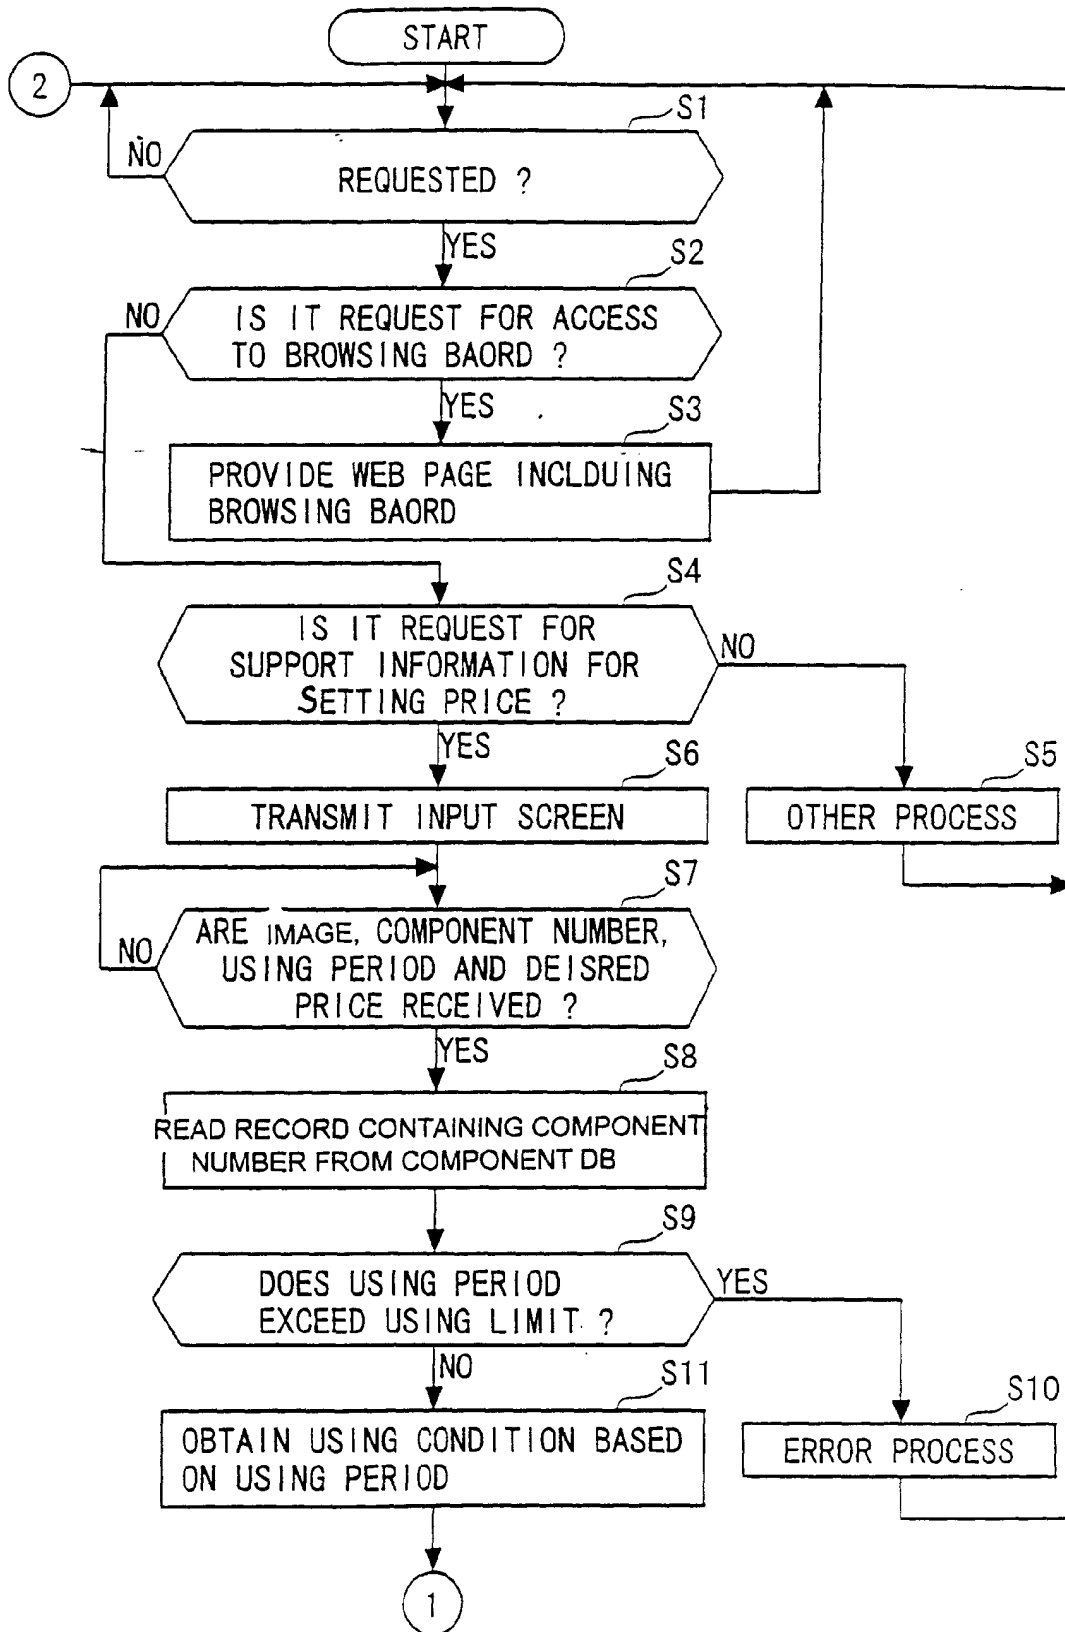 START
2
S1
NO
REQUESTED ?
YES
S2
NO
IS IT REQUEST FOR ACCESS
TO BROWSING BAORD ?
YES
S3
PROVIDE WEB PAGE INCLDUING
BROWSING BAORD
S4
IS IT REQUEST FOR
SUPPORT INFORMATION FOR
SETTING PRICE ?
NO
YES
S6
S5
TRANSMIT INPUT SCREEN
OTHER PROCESS
S7
ARE IMAGE, COMPONENT NUMBER,
USING PERIOD AND DEISRED
PRICE RECEIVED ?
NO
YES
S8
READ RECORD CONTAINING COMPONENT
NUMBER FROM COMPONENT DB
S9
DOES USING PERIOD
EXCEED USING LIMIT ?
YES
NO
S11
S10
OBTAIN USING CONDITION BASED
ON USING PERIOD
ERROR PROCESS
1